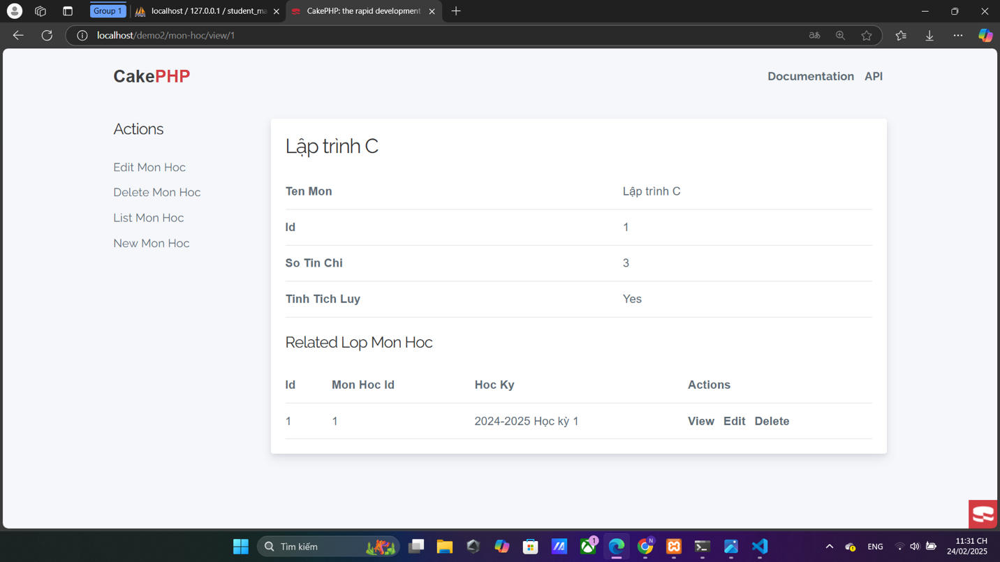 Group 1
localhost / 127.0.0.1 / student_ma
CakePHP: the rapid development
localhost/demo2/mon-hoc/view/1
CakePHP
Documentation API
Actions
Edit Mon Hoc
Delete Mon Hoc
List Mon Hoc
New Mon Hoc
Lập trình C
Ten Mon Lập trình C
Id 1
So Tin Chi 3
Tinh Tich Luy Yes
Related Lop Mon Hoc
Id Mon Hoc Id Hoc Ky Actions
1 1 2024-2025 Học kỳ 1 View Edit Delete
Tìm kiếm
1
N
ENG
11:31 CH
24/02/2025